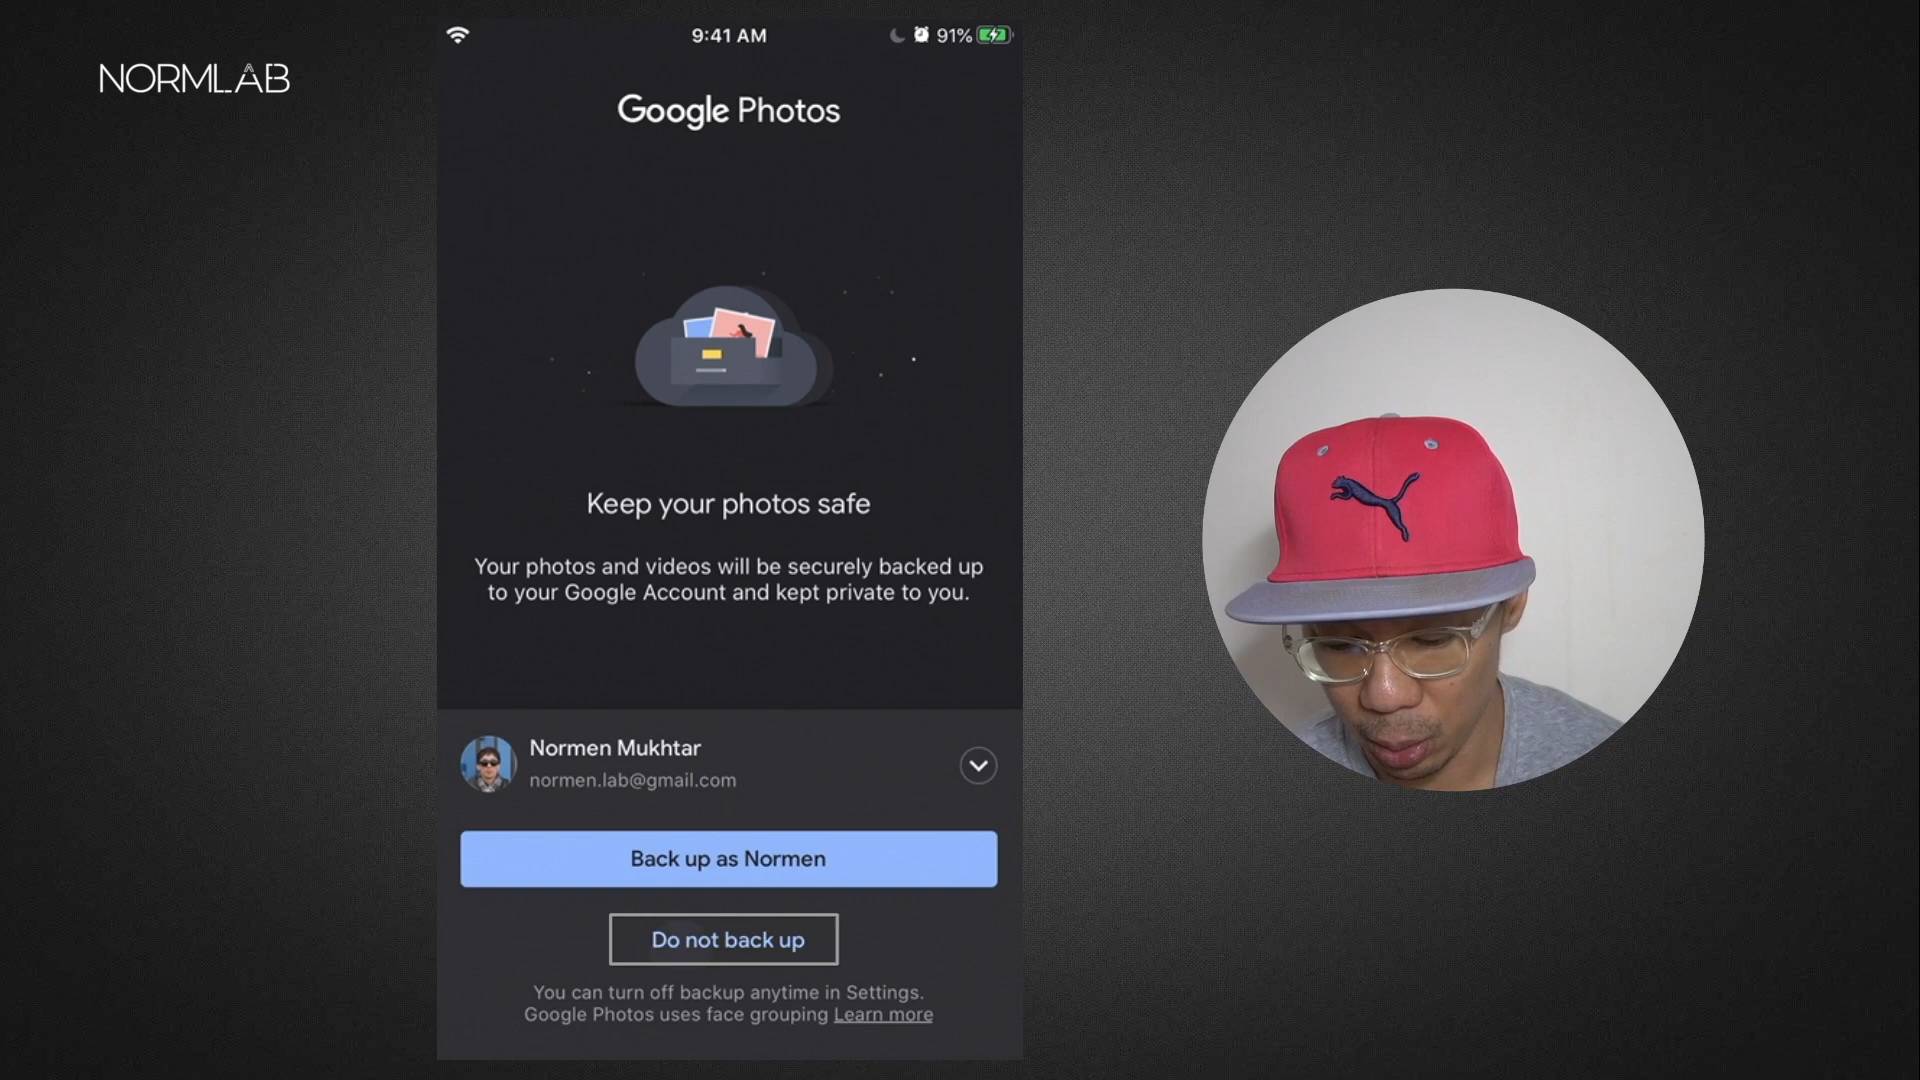 NORMLAB
9:41 AM
91%
Google Photos
Keep your photos safe
Your photos and videos will be securely backed up
to your Google Account and kept private to you.
Normen Mukhtar
normen.lab@gmail.com
Back up as Normen
Do not back up
You can turn off backup anytime in Settings.
Google Photos uses face grouping Learn more